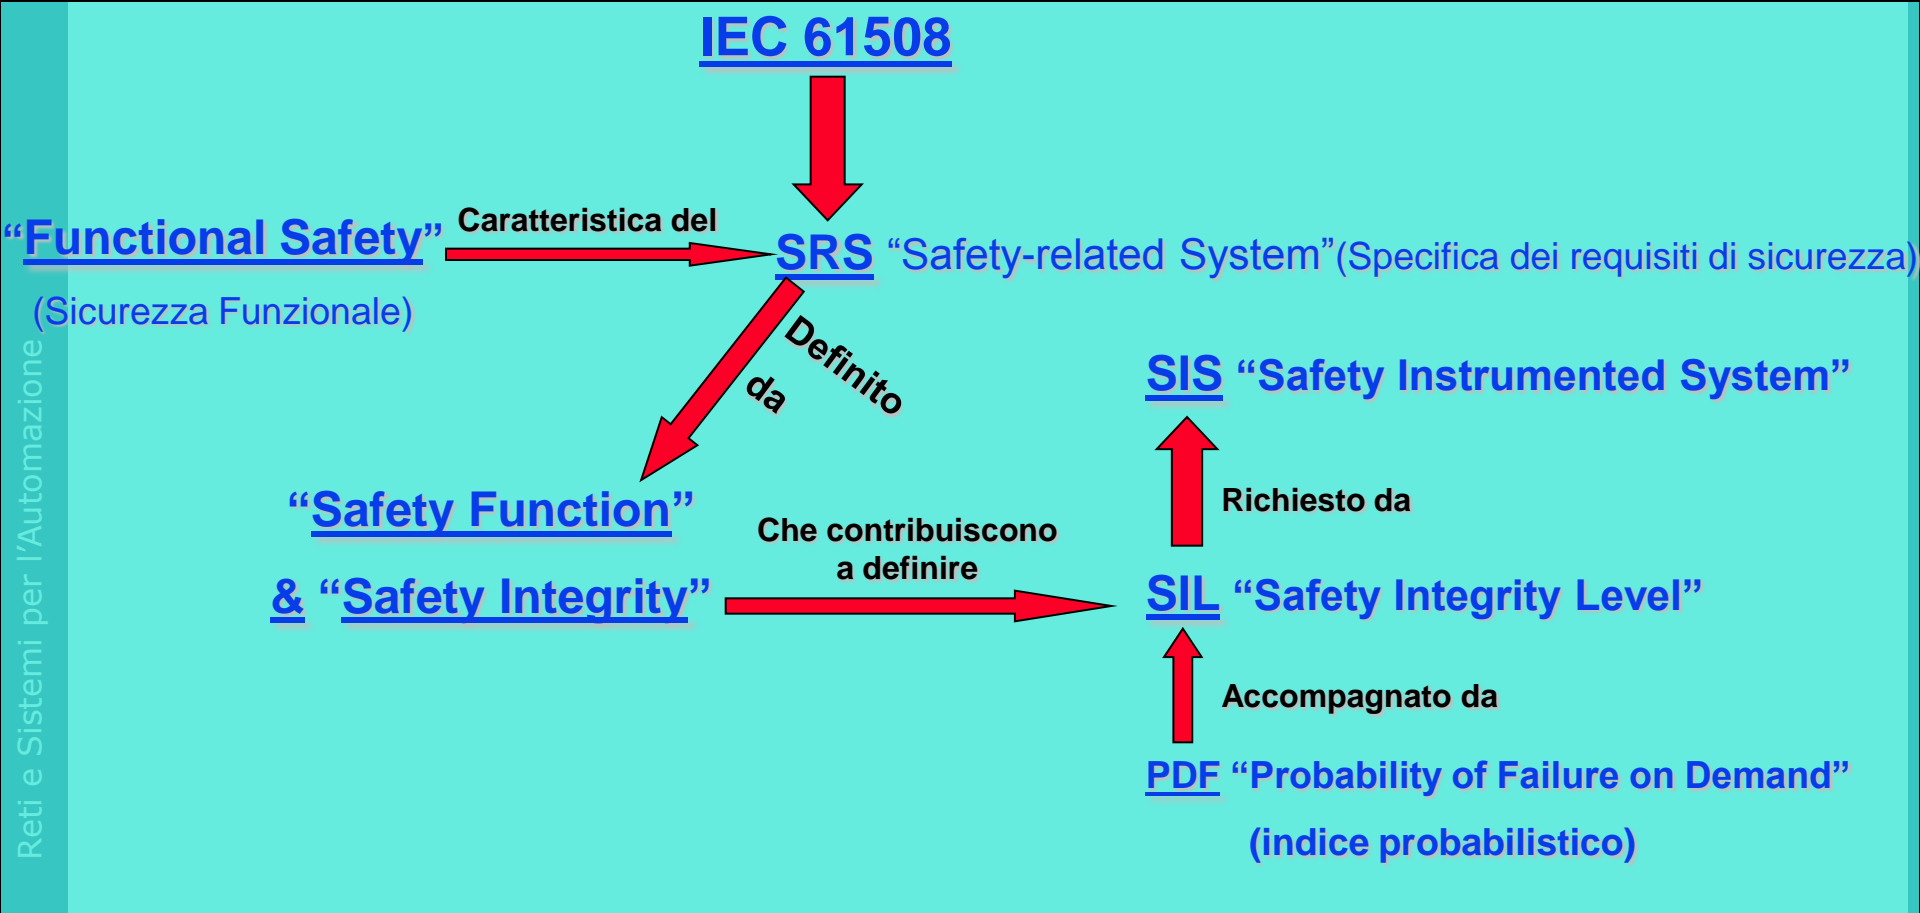 IEC 61508
“Functional Safety”
Caratteristica del
SRS “Safety-related System”(Specifica dei requisiti di sicurezza)
(Sicurezza Funzionale)
Definito
da
SIS “Safety Instrumented System”
Richiesto da
“Safety Function”
& “Safety Integrity”
Che contribuiscono
a definire
SIL “Safety Integrity Level”
Accompagnato da
PDF “Probability of Failure on Demand”
(indice probabilistico)
Reti e Sistemi per l’Automazione